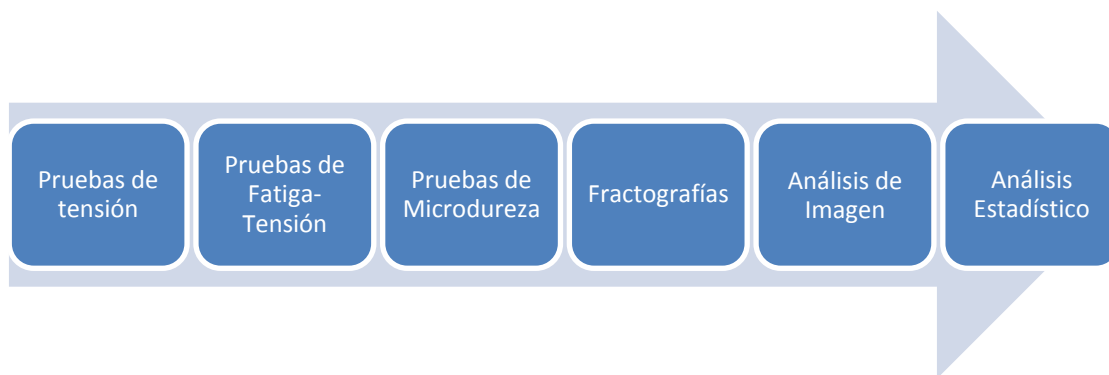 Pruebas de
tensión
Pruebas de
Fatiga-
Tensión
Pruebas de
Microdureza
Fractografías
Análisis de
Imagen
Análisis
Estadístico